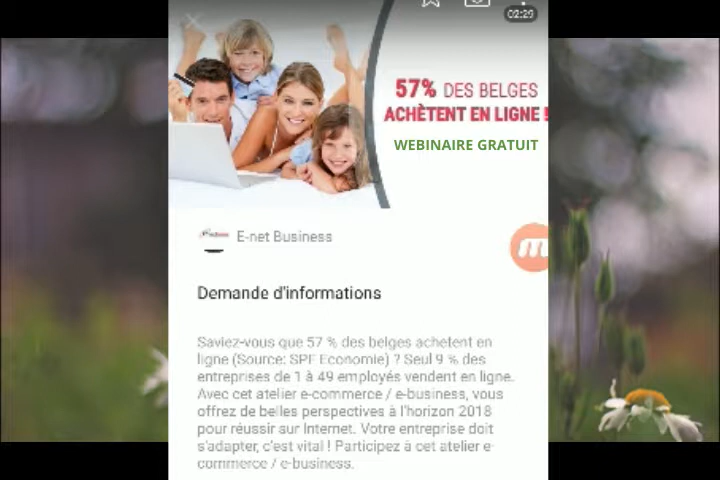 02:29
57% DES BELGES
ACHÈTENT EN LIGNE !
WEBINAIRE GRATUIT
E-net Business
Demande d'informations
Saviez-vous que 57 % des belges achetent en
ligne (Source: SPF Economie) ? Seul 9 % des
entreprises de 1 à 49 employés vendent en ligne.
Avec cet atelier e-commerce / e-business, vous
offrez de belles perspectives à l'horizon 2018
pour réussir sur Internet. Votre entreprise doit
s'adapter, c'est vital ! Participez à cet atelier e-
commerce / e-business.